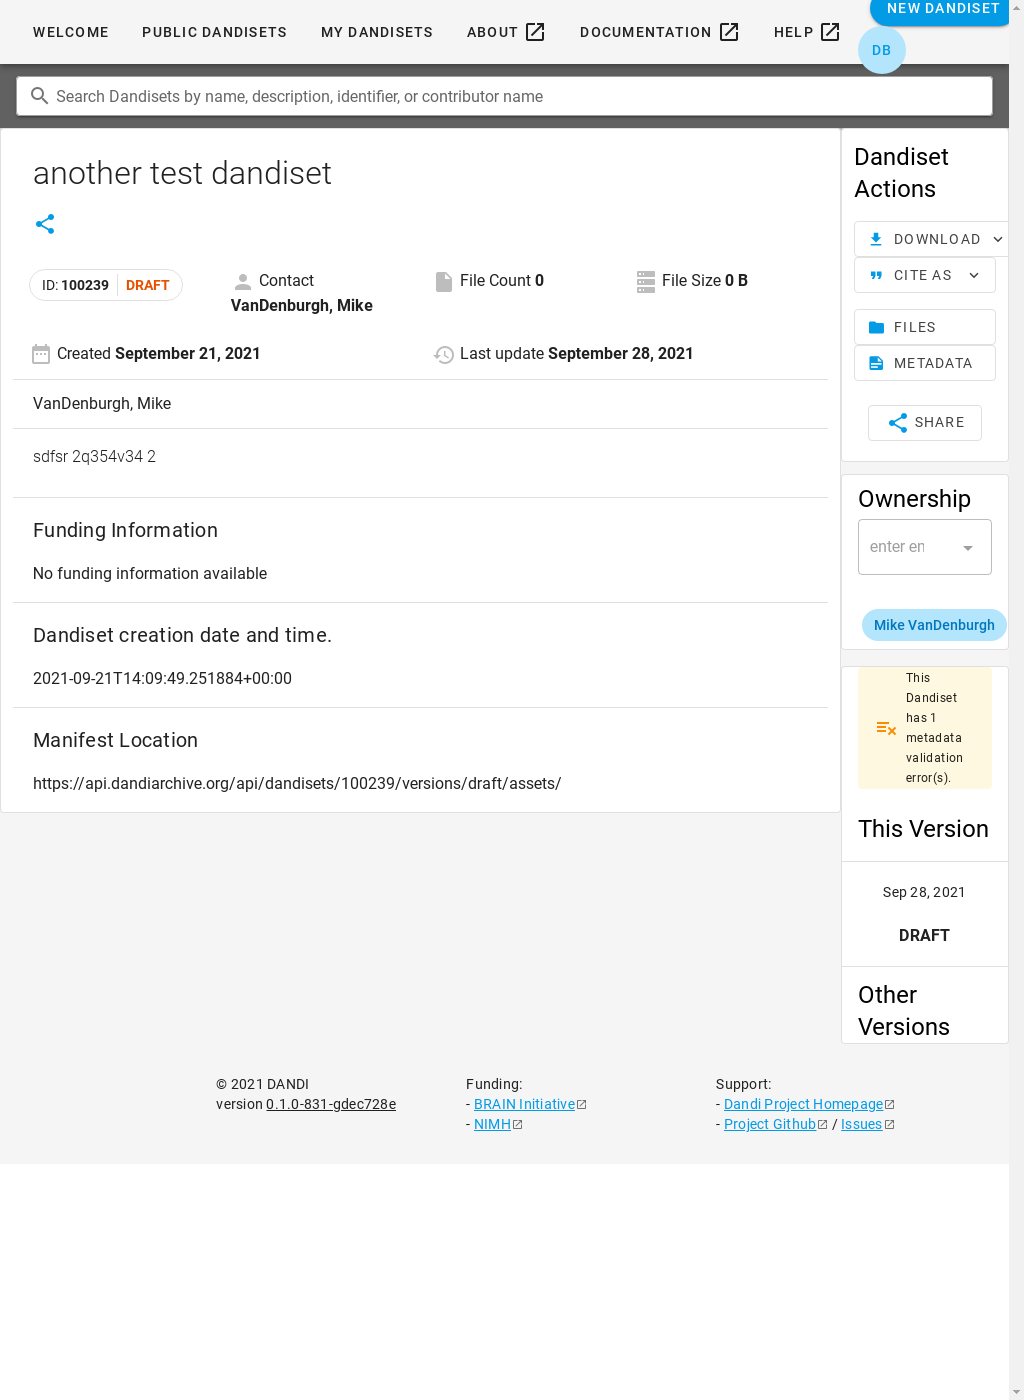 WELCOME PUBLIC DANDISETS MY DANDISETS ABOUT DOCUMENTATION HELP NEW DANDISET
DB
Search Dandisets by name, description, identifier, or contributor name
another test dandiset
ID: 100239 DRAFT
Contact
VanDenburgh, Mike
File Count 0
File Size 0 B
Created September 21, 2021
Last update September 28, 2021
VanDenburgh, Mike
sdfsr 2q354v34 2
Funding Information
No funding information available
Dandiset creation date and time.
2021-09-21T14:09:49.251884+00:00
Manifest Location
https://api.dandiarchive.org/api/dandisets/100239/versions/draft/assets/
Dandiset
Actions
DOWNLOAD
CITE AS
FILES
METADATA
SHARE
Ownership
enter en
Mike VanDenburgh
This
Dandiset
has 1
metadata
validation
error(s).
This Version
Sep 28, 2021
DRAFT
Other
Versions
© 2021 DANDI
version 0.1.0-831-gdec728e
Funding:
- BRAIN Initiative
- NIMH
Support:
- Dandi Project Homepage
- Project Github / Issues